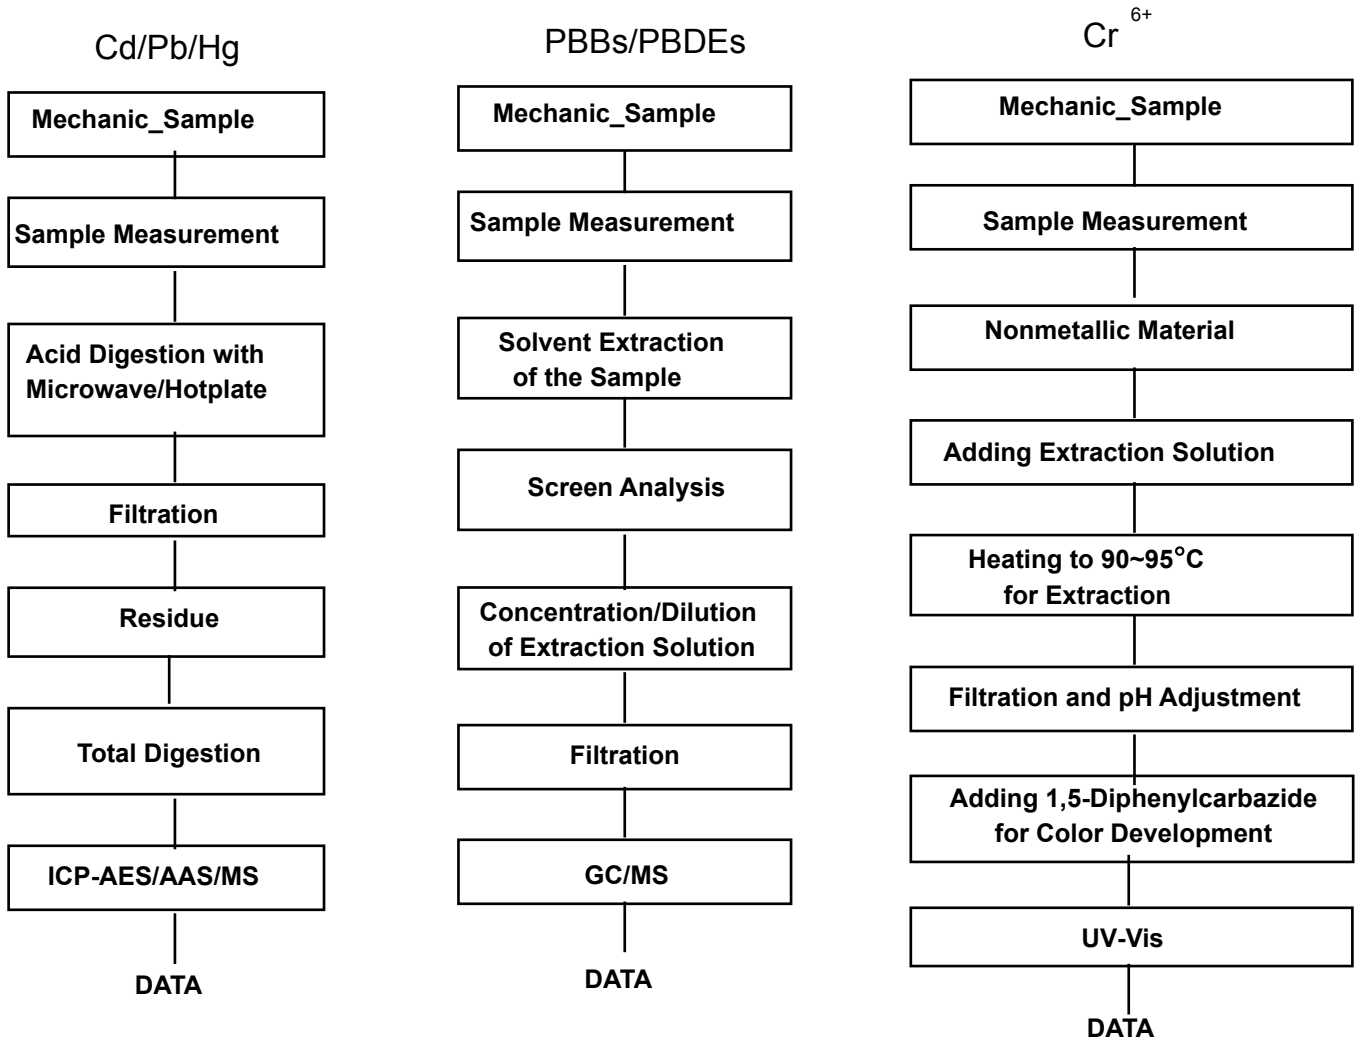 Cd/Pb/Hg
Mechanic_Sample
Sample Measurement
Acid Digestion with
Microwave/Hotplate
Filtration
Residue
Total Digestion
ICP-AES/AAS/MS
DATA
PBBs/PBDEs
Mechanic_Sample
Sample Measurement
Solvent Extraction
of the Sample
Screen Analysis
Concentration/Dilution
of Extraction Solution
Filtration
GC/MS
DATA
Cr 6+
Mechanic_Sample
Sample Measurement
Nonmetallic Material
Adding Extraction Solution
Heating to 90~95°C
for Extraction
Filtration and pH Adjustment
Adding 1,5-Diphenylcarbazide
for Color Development
UV-Vis
DATA